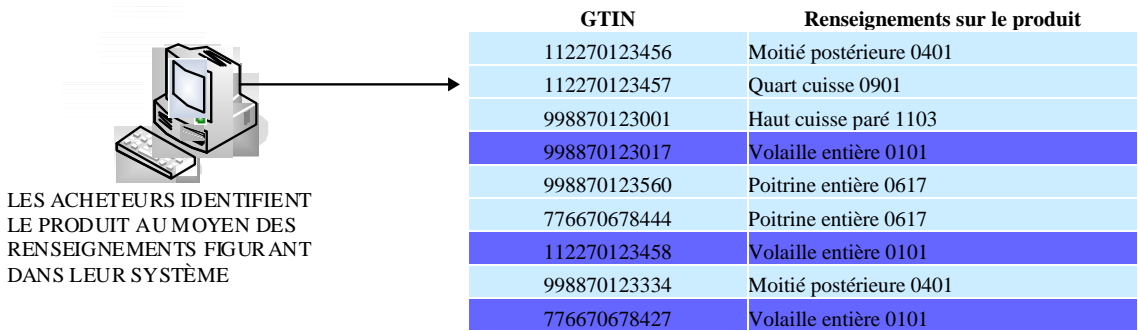 GTIN Renseignements sur le produit
112270123456 Moitié postérieure 0401
112270123457 Quart cuisse 0901
998870123001 Haut cuisse paré 1103
998870123017 Volaille entière 0101
998870123560 Poitrine entière 0617
776670678444 Poitrine entière 0617
112270123458 Volaille entière 0101
998870123334 Moitié postérieure 0401
776670678427 Volaille entière 0101
LES ACHETEURS IDENTIFIENT
LE PRODUIT AU MOYEN DES
RENSEIGNEMENTS FIGURANT
DANS LEUR SYSTÈME